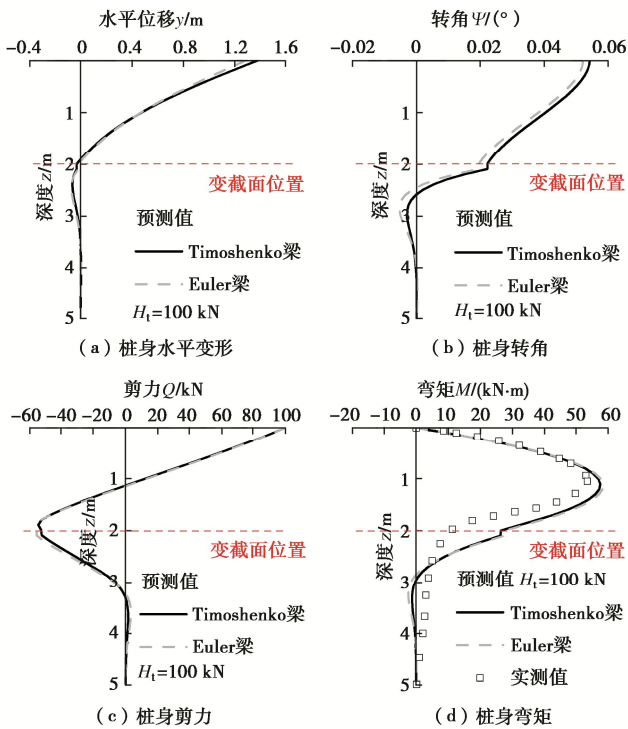 水平位移y/m
-0.4 0 0.4 0.8 1.2 1.6
1
2
3
4
5
深度z/m
变截面位置
预测值
Timoshenko梁
Euler梁
Ht=100 kN
(a)桩身水平变形
转角Ψ/(°)
-0.02 0 0.02 0.04 0.06
1
2
3
4
5
深度z/m
变截面位置
预测值
Timoshenko梁
Euler梁
Ht=100 kN
(b)桩身转角
剪力Q/kN
-60 -40 -20 0 20 40 60 80 100
1
2
3
4
5
深度z/m
变截面位置
预测值
Timoshenko梁
Euler梁
Ht=100 kN
(c)桩身剪力
弯矩M/(kN·m)
-20 -10 0 10 20 30 40 50 60
1
2
3
4
5
深度z/m
变截面位置
预测值 Ht=100 kN
Timoshenko梁
Euler梁
实测值
(d)桩身弯矩